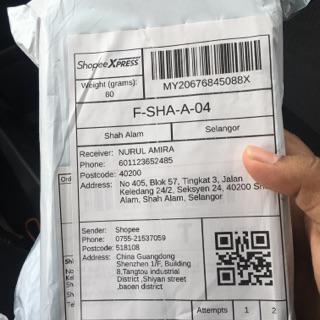 Shopee XPRESS
Weight (grams):
80
MY20676845088X
F-SHA-A-04
Shah Alam Selangor
Receiver: NURUL AMIRA
Phone: 601123652485
Postcode: 40200
Address: No 405, Blok 57, Tingkat 3, Jalan
Keledang 24/2, Seksyen 24, 40200 Sh
Alam, Shah Alam, Selangor
Sender: Shopee
Phone: 0755-21537059
Postcode: 518108
Address: China Guangdong
Shenzhen 1/F, Building
8,Tangtou industrial
District ,Shiyan street
,baoan district
Attempts 1 2
Ord